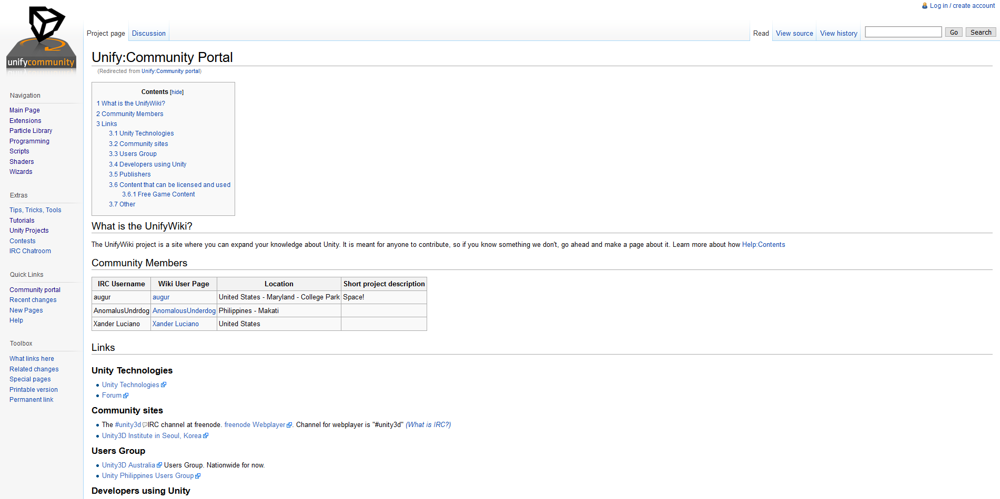 Log in / create account
unifycommunity
Project page
Discussion
Read
View source
View history
Go
Search
Unify:Community Portal
(Redirected from Unify:Community portal)
Contents [hide]
1 What is the UnifyWiki?
2 Community Members
3 Links
3.1 Unity Technologies
3.2 Community sites
3.3 Users Group
3.4 Developers using Unity
3.5 Publishers
3.6 Content that can be licensed and used
3.6.1 Free Game Content
3.7 Other
Navigation
Main Page
Extensions
Particle Library
Programming
Scripts
Shaders
Wizards
Extras
Tips, Tricks, Tools
Tutorials
Unity Projects
Contests
IRC Chatroom
Quick Links
Community portal
Recent changes
New Pages
Help
Toolbox
What links here
Related changes
Special pages
Printable version
Permanent link
What is the UnifyWiki?
The UnifyWiki project is a site where you can expand your knowledge about Unity. It is meant for anyone to contribute, so if you know something we don't, go ahead and make a page about it. Learn more about how Help:Contents
Community Members
IRC Username Wiki User Page Location Short project description
augur augur United States - Maryland - College Park Space!
AnomalusUndrdog AnomalousUnderdog Philippines - Makati
Xander Luciano Xander Luciano United States
Links
Unity Technologies
Unity Technologies
Forum
Community sites
The #unity3d IRC channel at freenode. freenode Webplayer. Channel for webplayer is "#unity3d" (What is IRC?)
Unity3D Institute in Seoul, Korea
Users Group
Unity3D Australia Users Group. Nationwide for now.
Unity Philippines Users Group
Developers using Unity